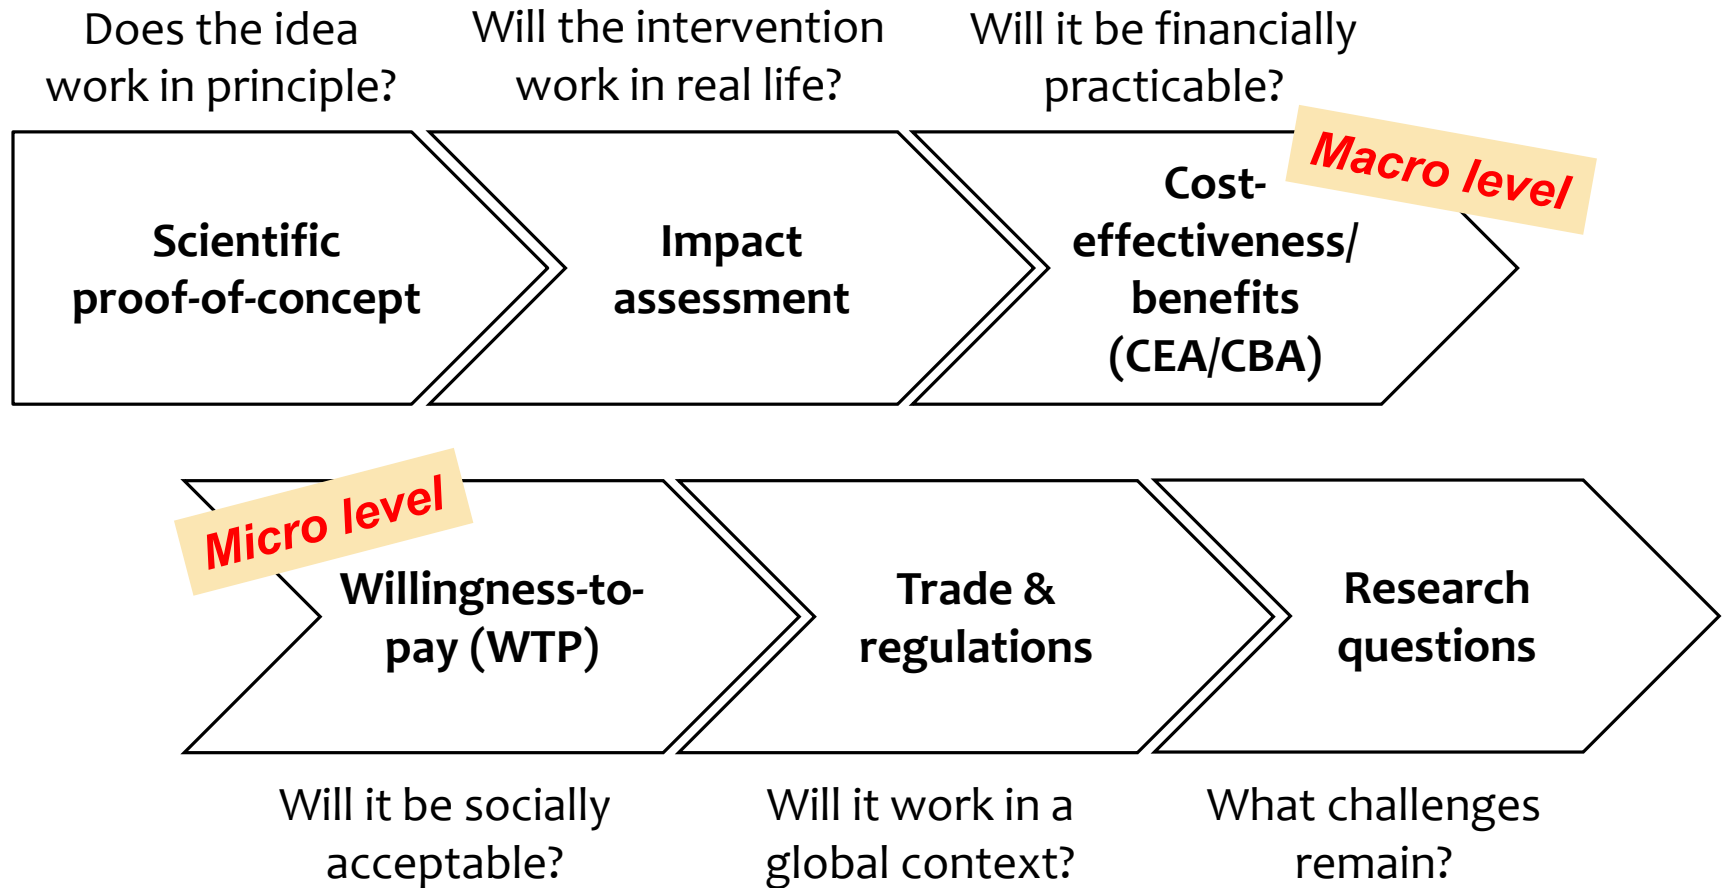 Does the idea
work in principle?
Will the intervention
work in real life?
Will it be financially
practicable?
Scientific
proof-of-concept
Impact
assessment
Cost-
effectiveness/
benefits
(CEA/CBA)
Macro level
Micro level
Willingness-to-
pay (WTP)
Trade &
regulations
Research
questions
Will it be socially
acceptable?
Will it work in a
global context?
What challenges
remain?